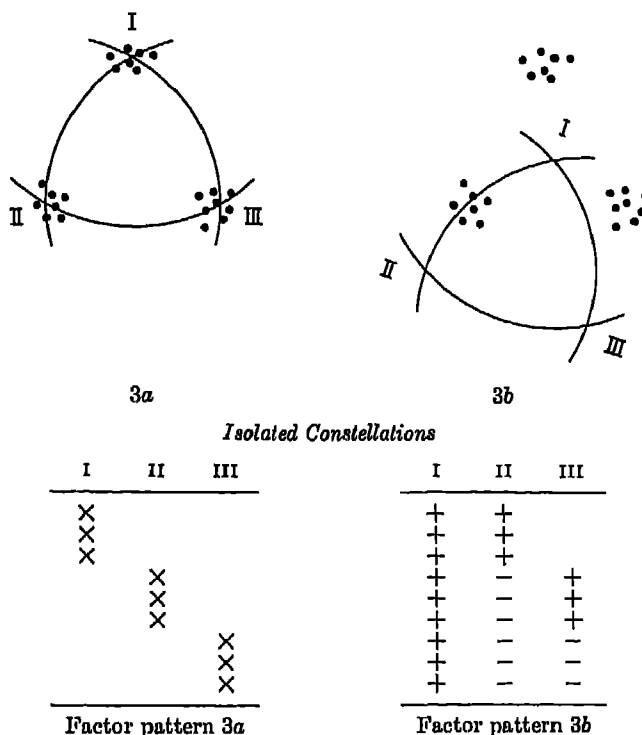 I
II
III
3a
I
II
III
3b
Isolated Constellations
I II III
×
×
×
×
×
×
×
×
×
Factor pattern 3a
I II III
+ +
+ +
+ +
+ − +
+ − +
+ − +
+ − −
+ − −
+ − −
Factor pattern 3b